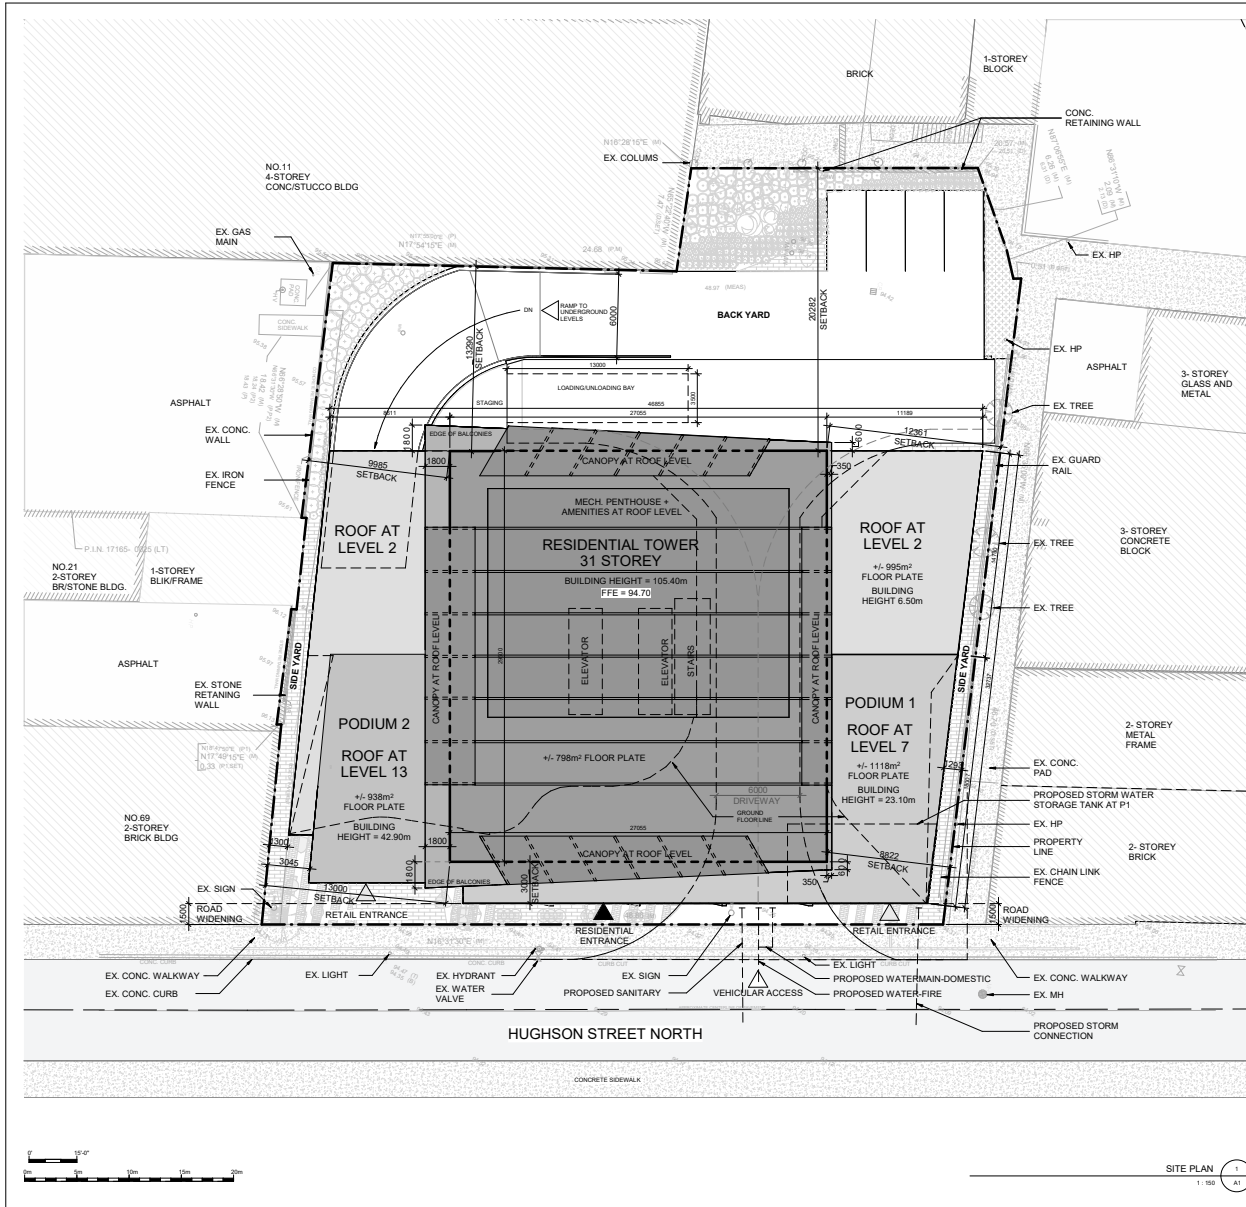 1-STOREY
BLOCK
BRICK
CONC.
RETAINING WALL
N16°28'15"E (M)
EX. COLUMS
NO.11
4-STOREY
CONC/STUCCO BLDG
EX. GAS
MAIN
N17°54'15"E (M)
24.68 (P.M)
EX. HP
48.97 (MEAS)
CONC.
PAD
CONC.
SIDEWALK
DN
RAMP TO
UNDERGROUND
LEVELS
6000
13290
SETBACK
20282
SETBACK
BACK YARD
EX. HP
ASPHALT
3- STOREY
GLASS AND
METAL
13000
LOADING/UNLOADING BAY
3500
STAGING
46855
27055
11189
ASPHALT
EX. TREE
EX. CONC.
WALL
1800
EDGE OF BALCONIES
600
12361
SETBACK
CANOPY AT ROOF LEVEL
EX. GUARD
RAIL
9985
SETBACK
1800
350
EX. IRON
FENCE
MECH. PENTHOUSE +
AMENITIES AT ROOF LEVEL
ROOF AT
LEVEL 2
ROOF AT
LEVEL 2
RESIDENTIAL TOWER
31 STOREY
BUILDING HEIGHT = 105.40m
FFE = 94.70
+/- 995m²
FLOOR PLATE
BUILDING
HEIGHT 6.50m
EX. TREE
3- STOREY
CONCRETE
BLOCK
NO.21
2-STOREY
BR/STONE BLDG.
1-STOREY
BLIK/FRAME
EX. TREE
ELEVATOR
ELEVATOR
STAIRS
CANOPY AT ROOF LEVEL
CANOPY AT ROOF LEVEL
SIDE YARD
SIDE YARD
ASPHALT
EX. STONE
RETANING
WALL
PODIUM 2
ROOF AT
LEVEL 13
+/- 938m²
FLOOR PLATE
BUILDING
HEIGHT = 42.90m
PODIUM 1
ROOF AT
LEVEL 7
+/- 1118m²
FLOOR PLATE
BUILDING
HEIGHT = 23.10m
2- STOREY
METAL
FRAME
N17°49'15"E (M)
+/- 798m² FLOOR PLATE
EX. CONC.
PAD
6000
DRIVEWAY
PROPOSED STORM WATER
STORAGE TANK AT P1
GROUND
FLOOR LINE
EX. HP
NO.69
2-STOREY
BRICK BLDG
27055
PROPERTY
LINE
2- STOREY
BRICK
1800
CANOPY AT ROOF LEVEL
8822
SETBACK
3045
1800
EDGE OF BALCONIES
3000
SETBACK
600
350
EX. CHAIN LINK
FENCE
EX. SIGN
13000
SETBACK
1500
ROAD
WIDENING
RETAIL ENTRANCE
RESIDENTIAL
ENTRANCE
RETAIL ENTRANCE
1500
ROAD
WIDENING
EX. CONC. WALKWAY
EX. LIGHT
EX. HYDRANT
EX. SIGN
EX. LIGHT
PROPOSED WATERMAIN-DOMESTIC
EX. CONC. WALKWAY
EX. CONC. CURB
EX. WATER
VALVE
PROPOSED SANITARY
VEHICULAR ACCESS
PROPOSED WATER-FIRE
EX. MH
HUGHSON STREET NORTH
PROPOSED STORM
CONNECTION
CONCRETE SIDEWALK
0' 15'-0"
0m 5m 10m 15m 20m
SITE PLAN
1 : 150
1
A1